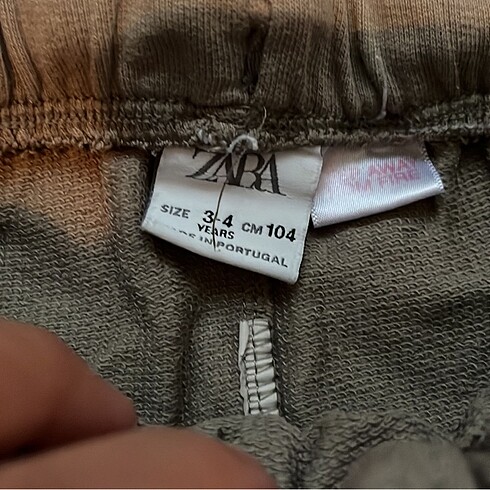 ZARA
SIZE 3-4 CM 104
YEARS
IN PORTUGAL